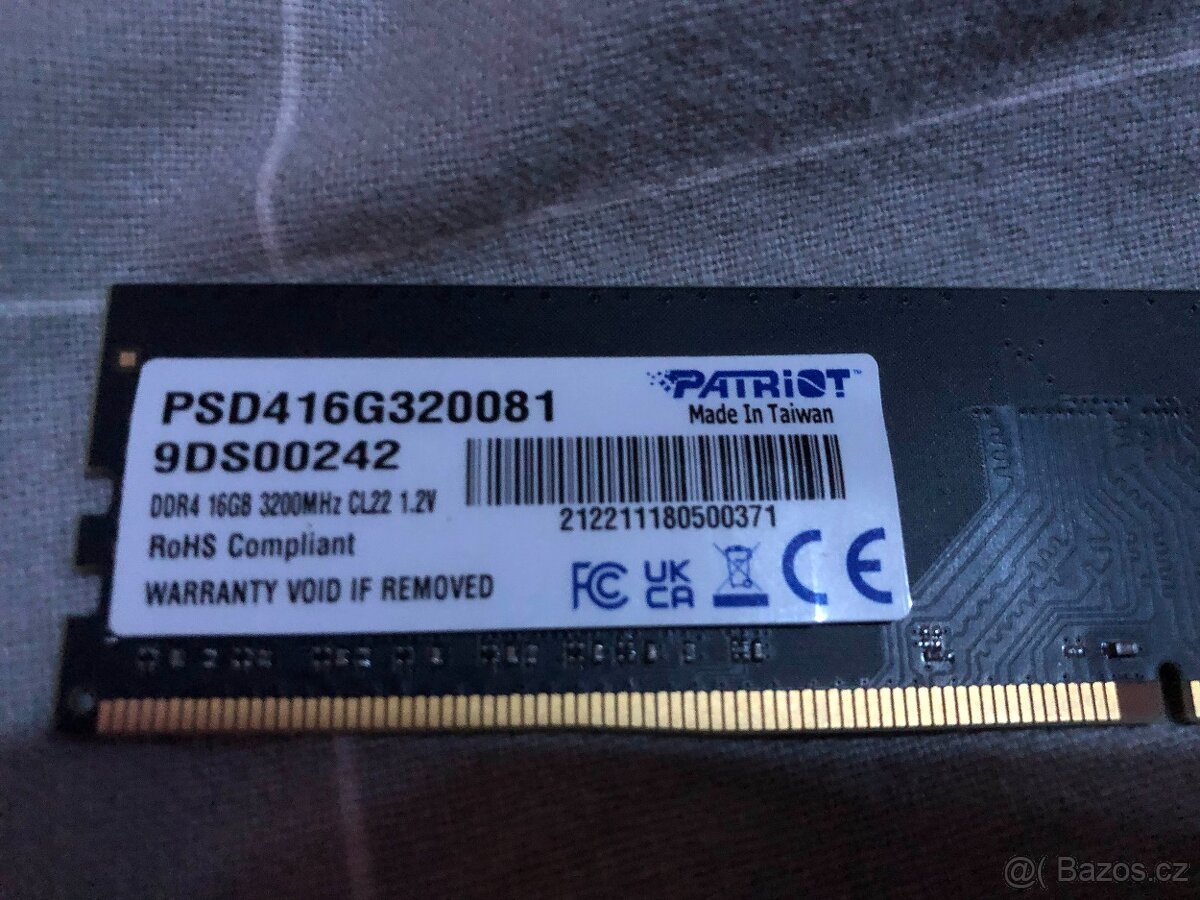 PATRiOT™
Made In Taiwan
PSD416G320081
9DS00242
DDR4 16GB 3200MHz CL22 1.2V
212211180500371
RoHS Compliant
WARRANTY VOID IF REMOVED
FC UK CA CE
@( Bazos.cz